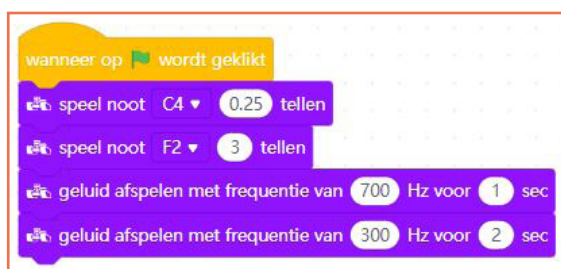 wanneer op wordt geklikt
speel noot C4 0.25 tellen
speel noot F2 3 tellen
geluid afspelen met frequentie van 700 Hz voor 1 sec
geluid afspelen met frequentie van 300 Hz voor 2 sec